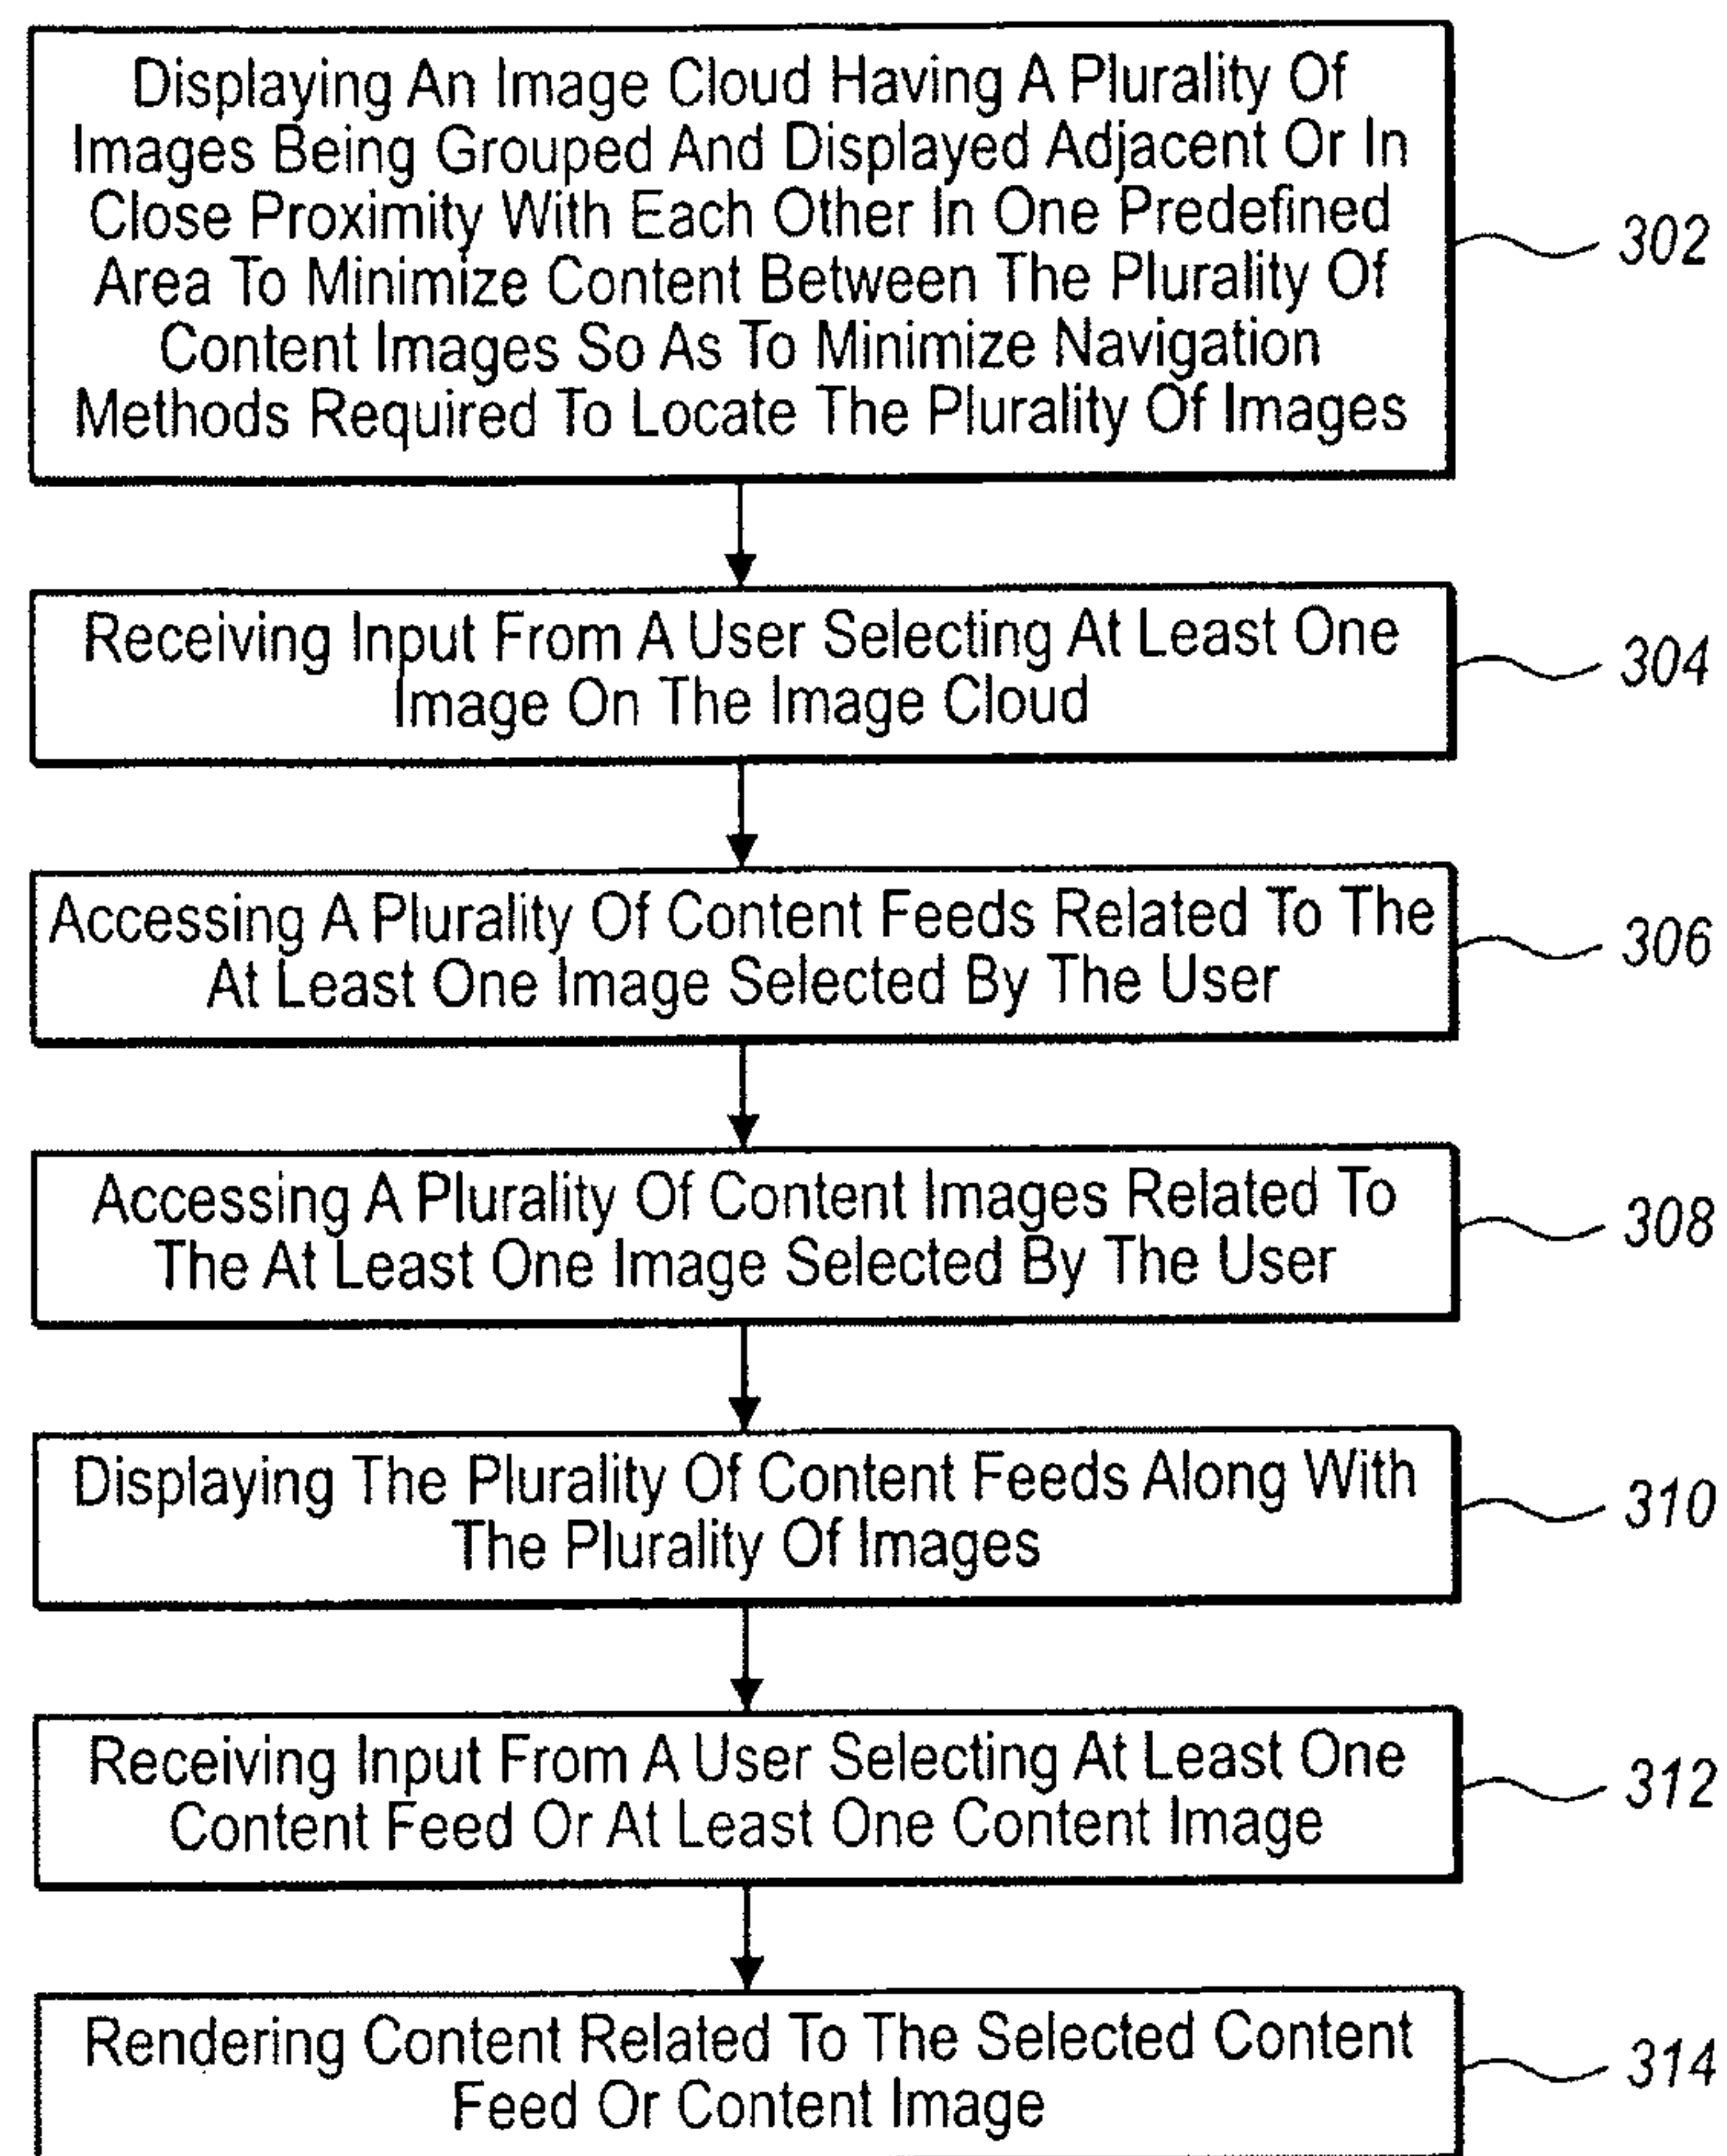 Displaying An Image Cloud Having A Plurality Of
Images Being Grouped And Displayed Adjacent Or In
Close Proximity With Each Other In One Predefined
Area To Minimize Content Between The Plurality Of
Content Images So As To Minimize Navigation
Methods Required To Locate The Plurality Of Images
302
Receiving Input From A User Selecting At Least One
Image On The Image Cloud
304
Accessing A Plurality Of Content Feeds Related To The
At Least One Image Selected By The User
306
Accessing A Plurality Of Content Images Related To
The At Least One Image Selected By The User
308
Displaying The Plurality Of Content Feeds Along With
The Plurality Of Images
310
Receiving Input From A User Selecting At Least One
Content Feed Or At Least One Content Image
312
Rendering Content Related To The Selected Content
Feed Or Content Image
314